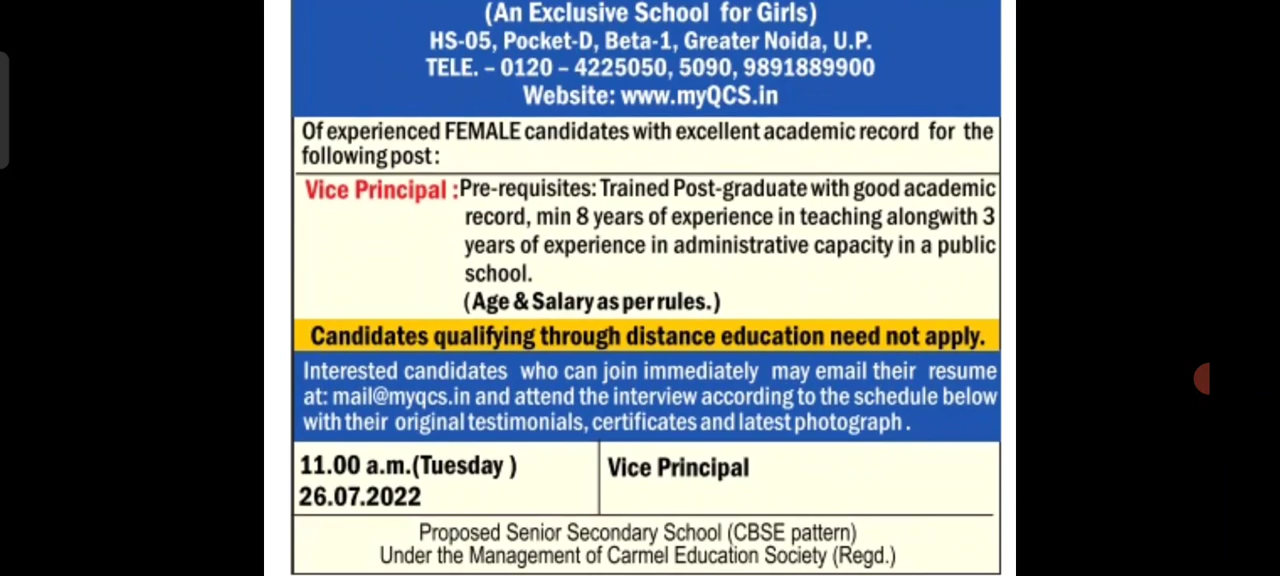 (An Exclusive School for Girls)
HS-05, Pocket-D, Beta-1, Greater Noida, U.P.
TELE. – 0120 – 4225050, 5090, 9891889900
Website: www.myQCS.in
Of experienced FEMALE candidates with excellent academic record for the
following post:
Vice Principal : Pre-requisites: Trained Post-graduate with good academic
record, min 8 years of experience in teaching alongwith 3
years of experience in administrative capacity in a public
school.
(Age & Salary as per rules.)
Candidates qualifying through distance education need not apply.
Interested candidates who can join immediately may email their resume
at: mail@myqcs.in and attend the interview according to the schedule below
with their original testimonials, certificates and latest photograph.
11.00 a.m.(Tuesday ) Vice Principal
26.07.2022
Proposed Senior Secondary School (CBSE pattern)
Under the Management of Carmel Education Society (Regd.)